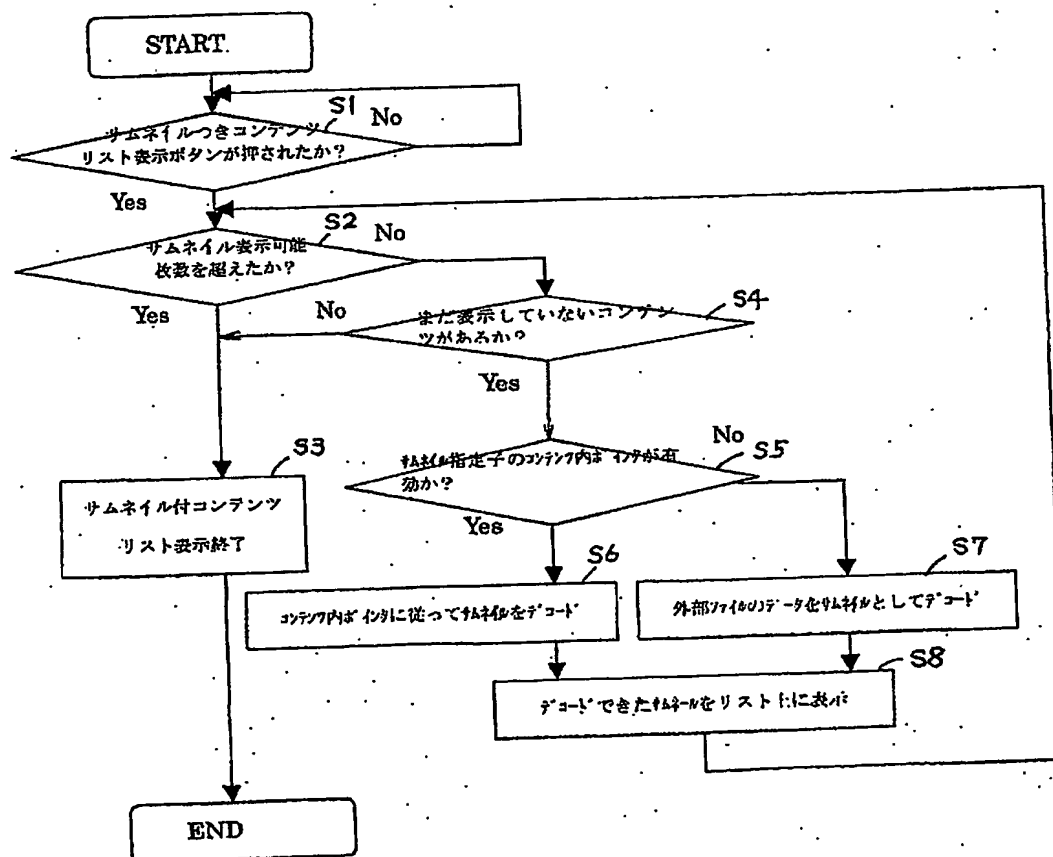 START.
S1
No
サムネイルつきコンテンツ
リスト表示ボタンが押されたか?
Yes
S2
No
サムネイル表示可能
枚数を超えたか?
Yes
No
S4
まだ表示していないコンテン
ツがあるか?
Yes
S3
サムネイル付コンテンツ
リスト表示終了
No
S5
ｻﾑﾈｲﾙ指定子のｺﾝﾃﾝﾂ内ﾎﾟｲﾝﾀが有
効か?
Yes
S6
ｺﾝﾃﾝﾂ内ﾎﾟｲﾝﾀに従ってｻﾑﾈｲﾙをﾃﾞｺｰﾄﾞ
S7
外部ﾌｧｲﾙのﾃﾞｰﾀをｻﾑﾈｲﾙとしてﾃﾞｺｰﾄﾞ
S8
ﾃﾞｺｰﾄﾞできたｻﾑﾈｰﾙをリスト上に表示
END